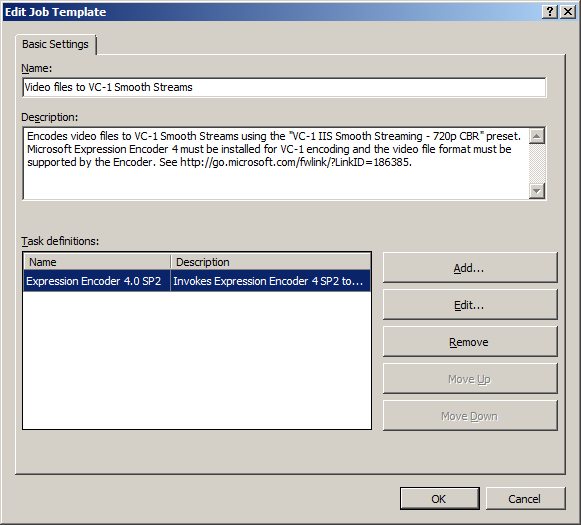 Edit Job Template
Basic Settings
Name:
Video files to VC-1 Smooth Streams
Description:
Encodes video files to VC-1 Smooth Streams using the "VC-1 IIS Smooth Streaming - 720p CBR" preset.
Microsoft Expression Encoder 4 must be installed for VC-1 encoding and the video file format must be
supported by the Encoder. See http://go.microsoft.com/fwlink/?LinkID=186385.
Task definitions:
Name Description
Expression Encoder 4.0 SP2 Invokes Expression Encoder 4 SP2 to...
Add...
Edit...
Remove
Move Up
Move Down
OK Cancel